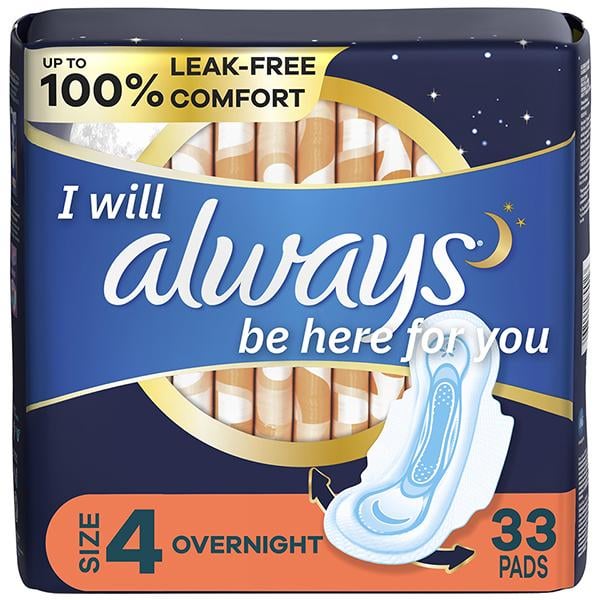 UP TO
100% LEAK-FREE
COMFORT
I will
always
be here for you
SIZE 4 OVERNIGHT
33
PADS